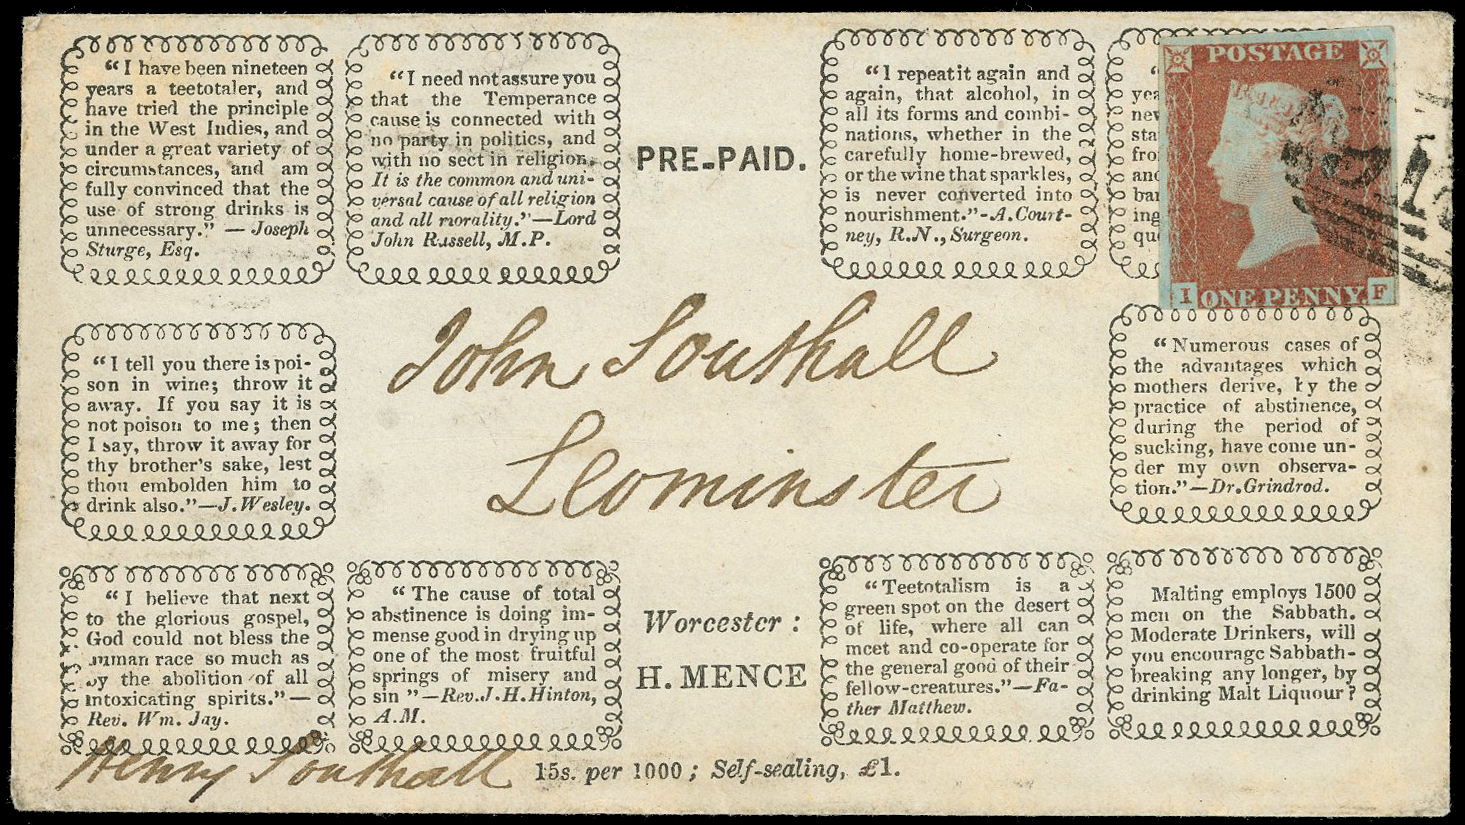 “I have been nineteen
years a teetotaler, and
have tried the principle
in the West Indies, and
under a great variety of
circumstances, and am
fully convinced that the
use of strong drinks is
unnecessary.” — Joseph
Sturge, Esq.
“I need not assure you
that the Temperance
cause is connected with
no party in politics, and
with no sect in religion,
It is the common and uni-
versal cause of all religion
and all morality.”—Lord
John Russell, M.P.
PRE-PAID.
“I repeat it again and
again, that alcohol, in
all its forms and combi-
nations, whether in the
carefully home-brewed,
or the wine that sparkles,
is never converted into
nourishment.”-A. Court-
ney, R.N., Surgeon.
POSTAGE
ONE PENNY
I F
“I tell you there is poi-
son in wine; throw it
away. If you say it is
not poison to me; then
I say, throw it away for
thy brother's sake, lest
thou embolden him to
drink also.”—J. Wesley.
John Southall
Leominster
“Numerous cases of
the advantages which
mothers derive, by the
practice of abstinence,
during the period of
sucking, have come un-
der my own observa-
tion.”—Dr. Grindrod.
“I believe that next
to the glorious gospel,
God could not bless the
human race so much as
by the abolition of all
intoxicating spirits.”—
Rev. Wm. Jay.
“The cause of total
abstinence is doing im-
mense good in drying up
one of the most fruitful
springs of misery and
sin ”—Rev. J. H. Hinton,
A.M.
Worcester:
H. MENCE
“Teetotalism is a
green spot on the desert
of life, where all can
meet and co-operate for
the general good of their
fellow-creatures.”—Fa-
ther Matthew.
Malting employs 1500
men on the Sabbath.
Moderate Drinkers, will
you encourage Sabbath-
breaking any longer, by
drinking Malt Liquour?
Henry Southall
15s. per 1000; Self-sealing, £1.